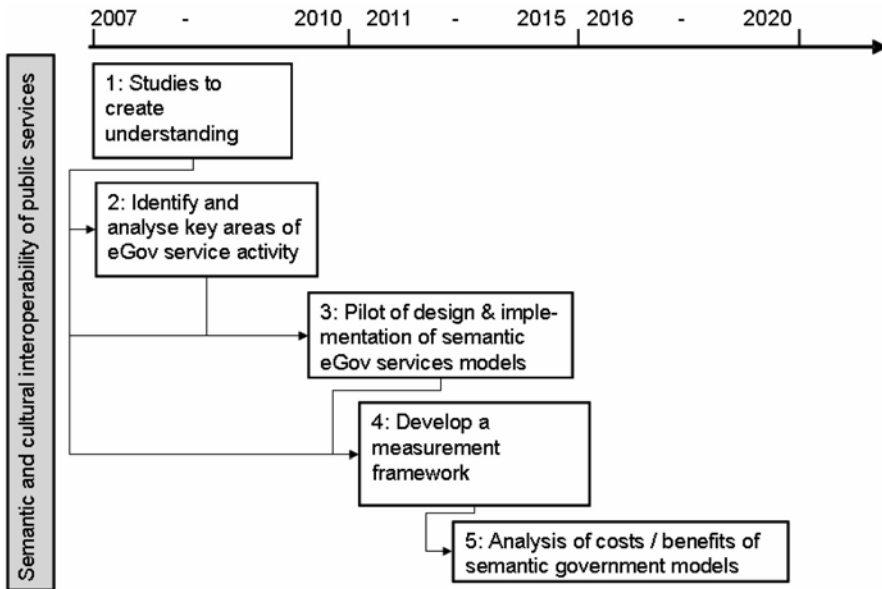 2007 - 2010 2011 - 2015 2016 - 2020
Semantic and cultural interoperability of public services
1: Studies to
create
understanding
2: Identify and
analyse key areas of
eGov service activity
3: Pilot of design & imple-
mentation of semantic
eGov services models
4: Develop a
measurement
framework
5: Analysis of costs / benefits of
semantic government models